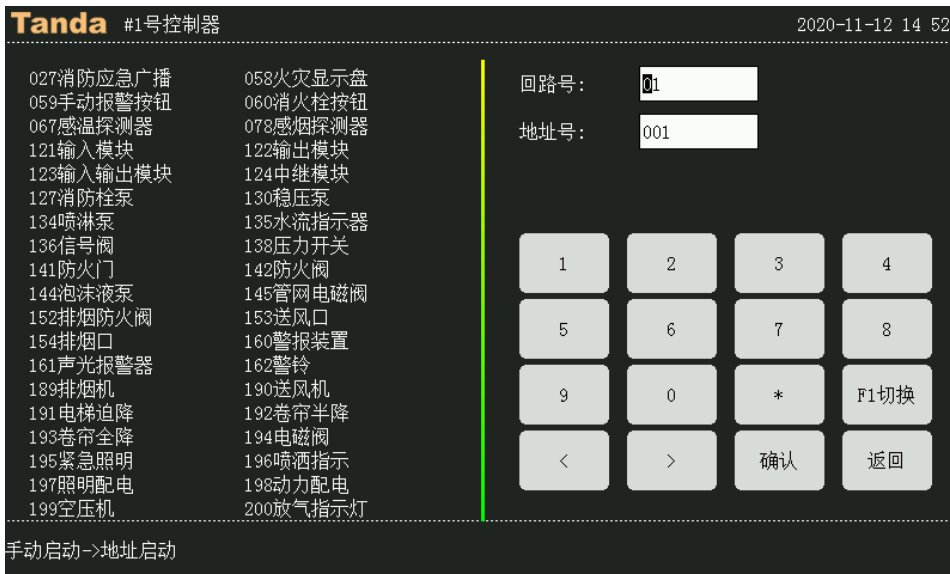 Tanda #1号控制器 2020-11-12 14 52
027消防应急广播 058火灾显示盘
059手动报警按钮 060消火栓按钮
067感温探测器 078感烟探测器
121输入模块 122输出模块
123输入输出模块 124中继模块
127消防栓泵 130稳压泵
134喷淋泵 135水流指示器
136信号阀 138压力开关
141防火门 142防火阀
144泡沫液泵 145管网电磁阀
152排烟防火阀 153送风口
154排烟口 160警报装置
161声光报警器 162警铃
189排烟机 190送风机
191电梯迫降 192卷帘半降
193卷帘全降 194电磁阀
195紧急照明 196喷洒指示
197照明配电 198动力配电
199空压机 200放气指示灯
回路号: 01
地址号: 001
1 2 3 4
5 6 7 8
9 0 * F1切换
< > 确认 返回
手动启动->地址启动